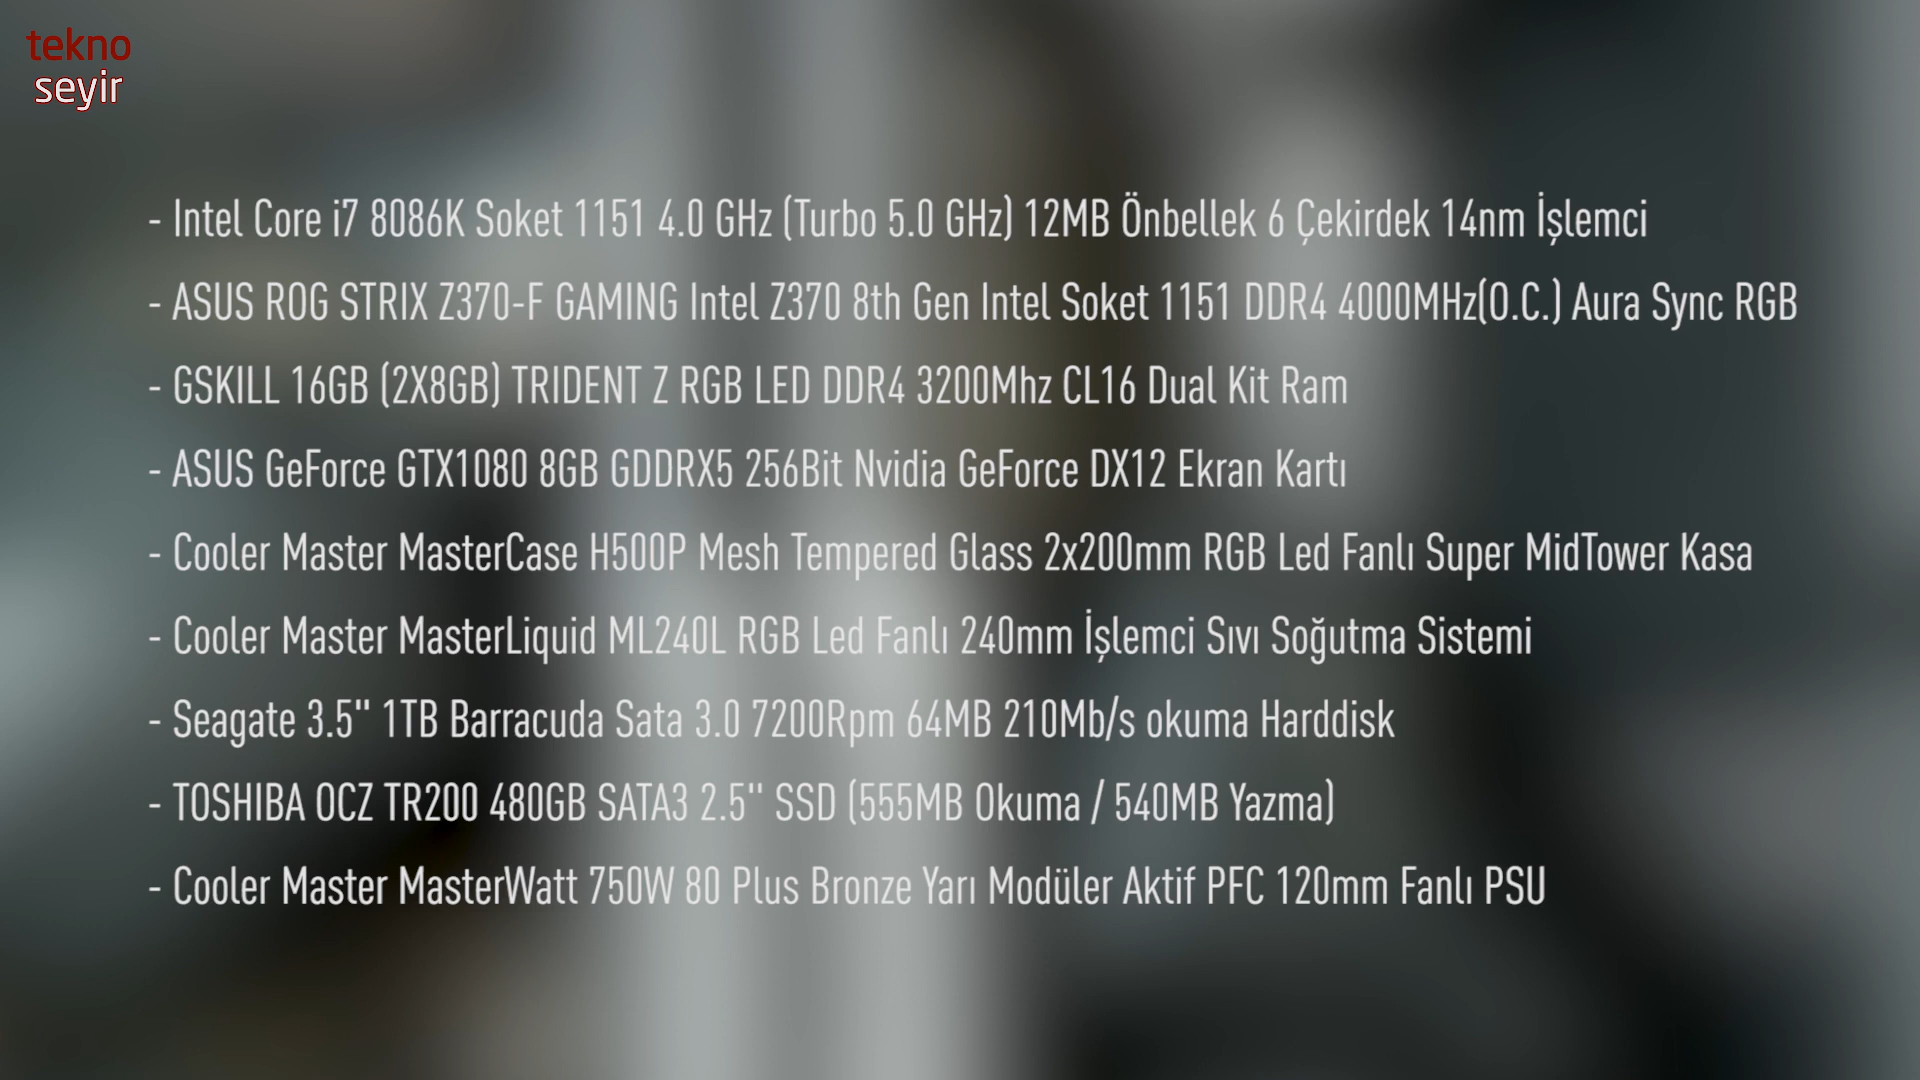 tekno
seyir
- Intel Core i7 8086K Soket 1151 4.0 GHz (Turbo 5.0 GHz) 12MB Önbellek 6 Çekirdek 14nm İşlemci
- ASUS ROG STRIX Z370-F GAMING Intel Z370 8th Gen Intel Soket 1151 DDR4 4000MHz(O.C.) Aura Sync RGB
- GSKILL 16GB (2X8GB) TRIDENT Z RGB LED DDR4 3200Mhz CL16 Dual Kit Ram
- ASUS GeForce GTX1080 8GB GDDRX5 256Bit Nvidia GeForce DX12 Ekran Kartı
- Cooler Master MasterCase H500P Mesh Tempered Glass 2x200mm RGB Led Fanlı Super MidTower Kasa
- Cooler Master MasterLiquid ML240L RGB Led Fanlı 240mm İşlemci Sıvı Soğutma Sistemi
- Seagate 3.5" 1TB Barracuda Sata 3.0 7200Rpm 64MB 210Mb/s okuma Harddisk
- TOSHIBA OCZ TR200 480GB SATA3 2.5" SSD (555MB Okuma / 540MB Yazma)
- Cooler Master MasterWatt 750W 80 Plus Bronze Yarı Modüler Aktif PFC 120mm Fanlı PSU